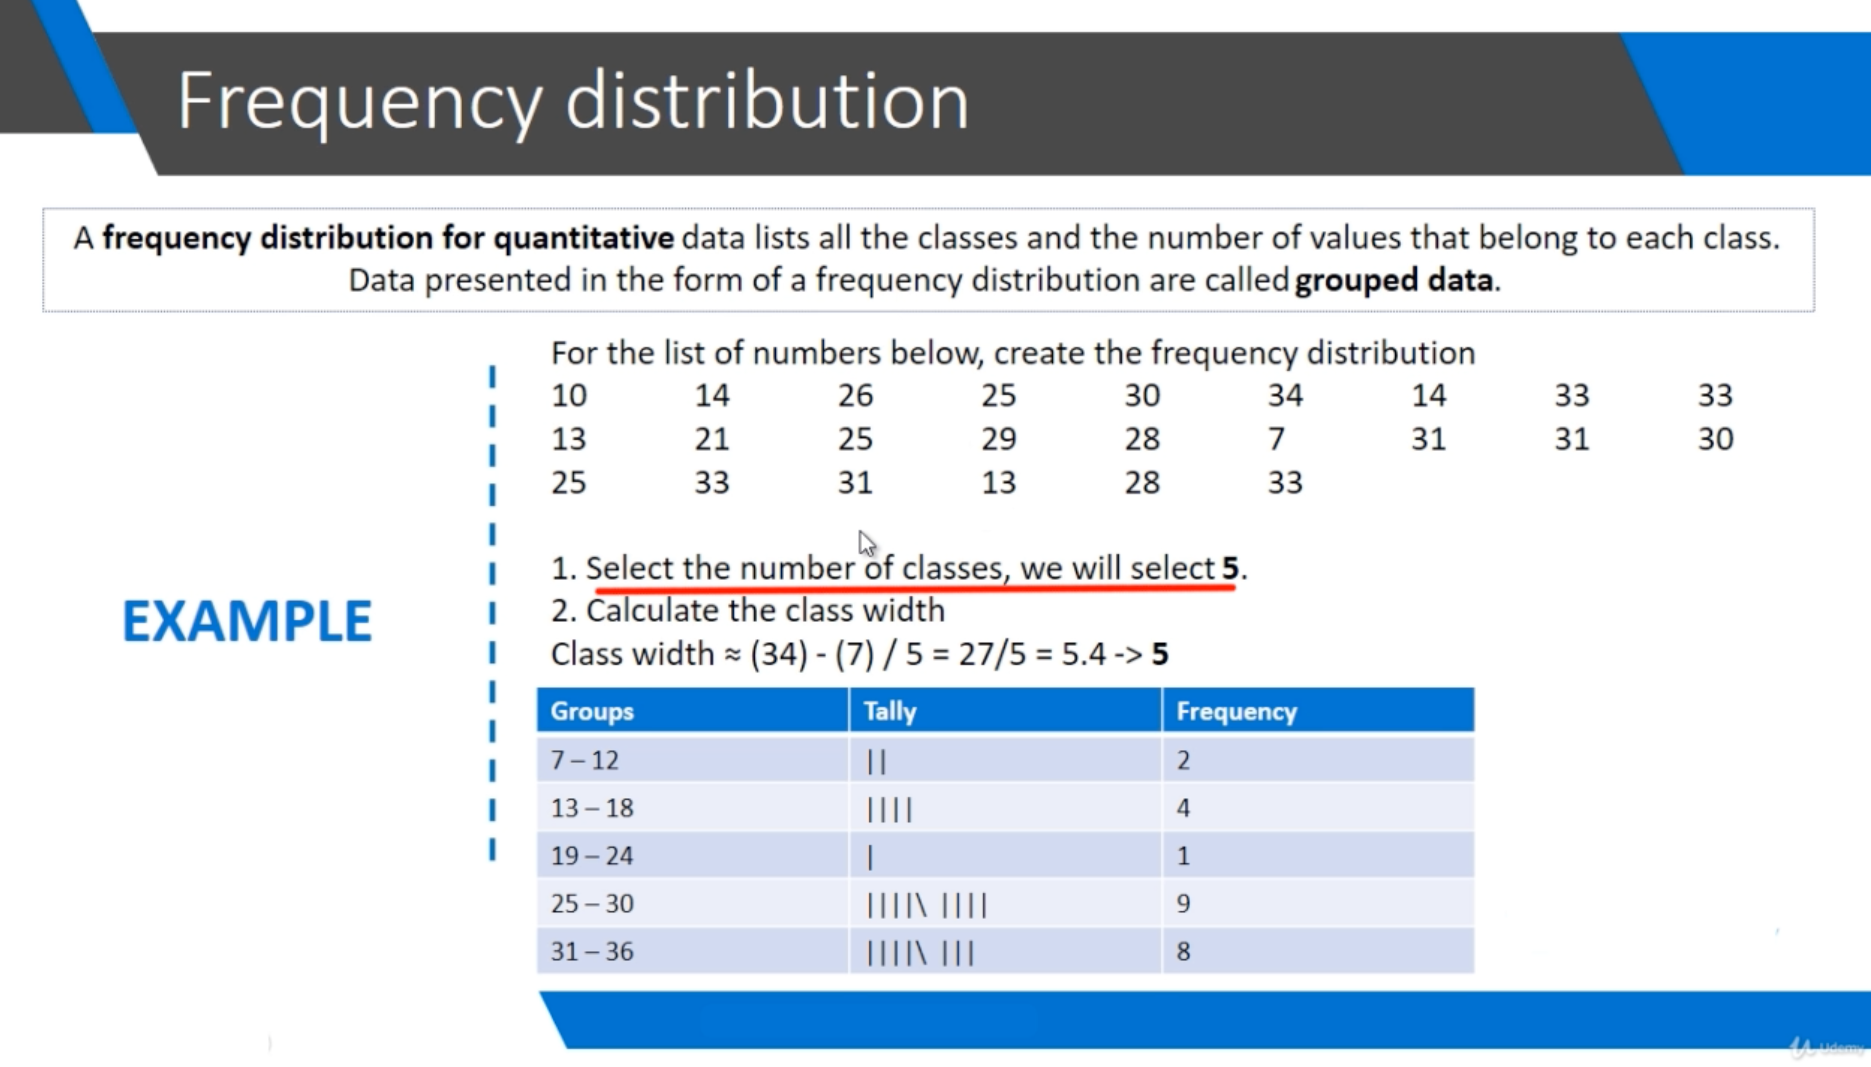 Frequency distribution
A frequency distribution for quantitative data lists all the classes and the number of values that belong to each class.
Data presented in the form of a frequency distribution are called grouped data.
EXAMPLE
For the list of numbers below, create the frequency distribution
10 14 26 25 30 34 14 33 33
13 21 25 29 28 7 31 31 30
25 33 31 13 28 33
1. Select the number of classes, we will select 5.
2. Calculate the class width
Class width ≈ (34) - (7) / 5 = 27/5 = 5.4 -> 5
Groups Tally Frequency
7 – 12 || 2
13 – 18 |||| 4
19 – 24 | 1
25 – 30 ||||\ |||| 9
31 – 36 ||||\ ||| 8
Udemy